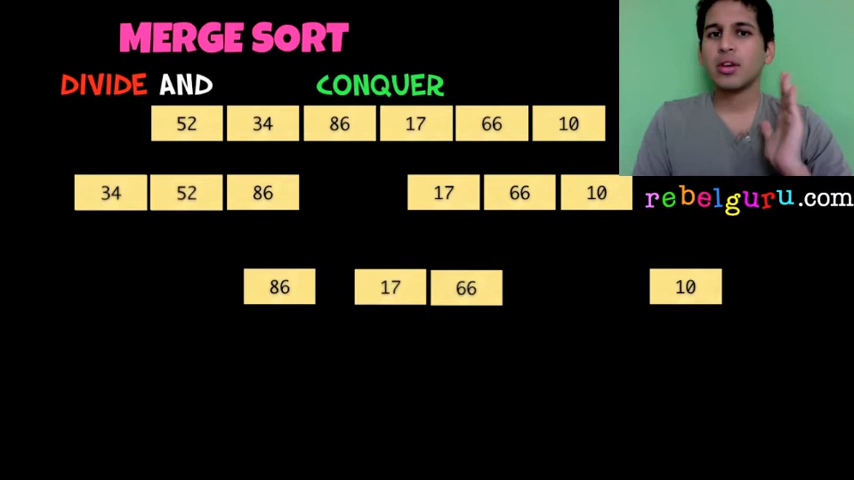 MERGE SORT
DIVIDE AND CONQUER
52 34 86 17 66 10
34 52 86 17 66 10
rebelguru.com
86 17 66 10